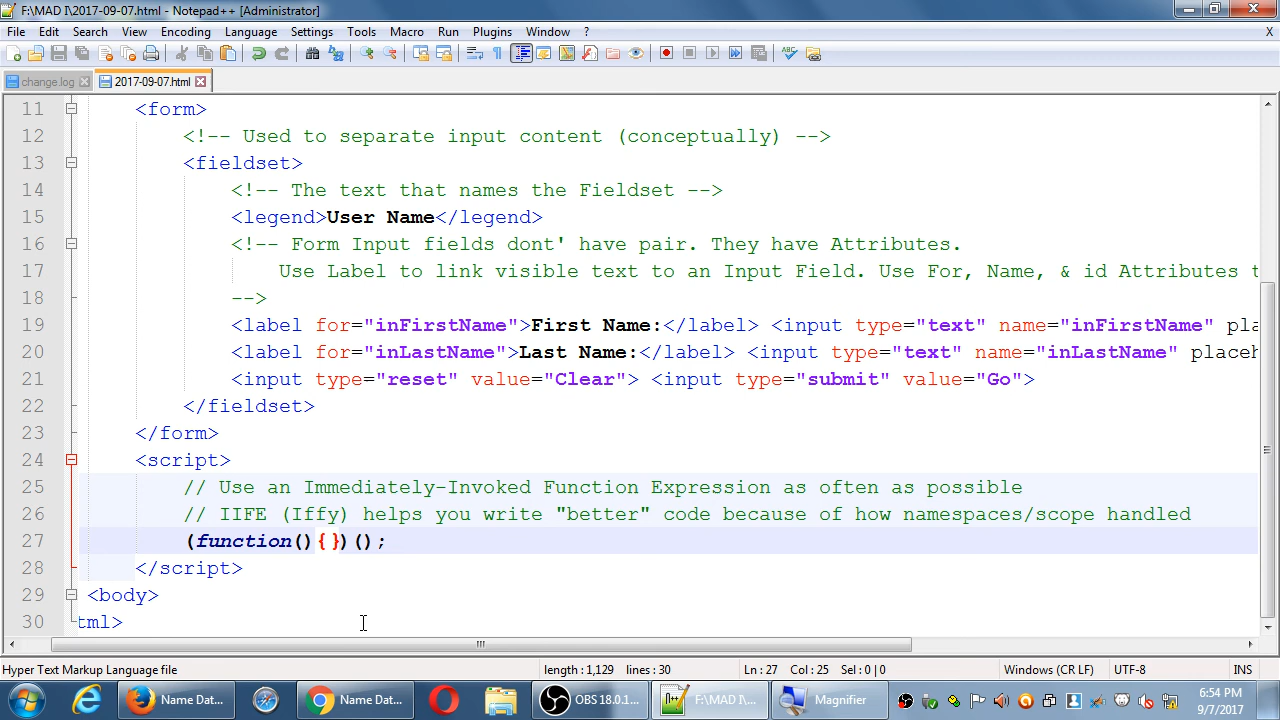 F:\MAD I\2017-09-07.html - Notepad++ [Administrator]
File Edit Search View Encoding Language Settings Tools Macro Run Plugins Window ? X
change.log 2017-09-07.html
11 <form>
12 <!-- Used to separate input content (conceptually) -->
13 <fieldset>
14 <!-- The text that names the Fieldset -->
15 <legend>User Name</legend>
16 <!-- Form Input fields dont' have pair. They have Attributes.
17 Use Label to link visible text to an Input Field. Use For, Name, & id Attributes t
18 -->
19 <label for="inFirstName">First Name:</label> <input type="text" name="inFirstName" pla
20 <label for="inLastName">Last Name:</label> <input type="text" name="inLastName" placeh
21 <input type="reset" value="Clear"> <input type="submit" value="Go">
22 </fieldset>
23 </form>
24 <script>
25 // Use an Immediately-Invoked Function Expression as often as possible
26 // IIFE (Iffy) helps you write "better" code because of how namespaces/scope handled
27 (function(){})();
28 </script>
29 <body>
30 tml>
Hyper Text Markup Language file length : 1,129 lines : 30 Ln : 27 Col : 25 Sel : 0 | 0 Windows (CR LF) UTF-8 INS
Name Dat... Name Dat... OBS 18.0.1... F:\MAD I\... Magnifier 6:54 PM
9/7/2017